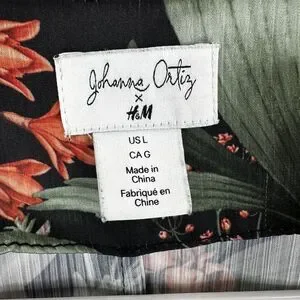 Johanna Ortiz
x
H&M
US L
CA G
Made in
China
Fabriqué en
Chine